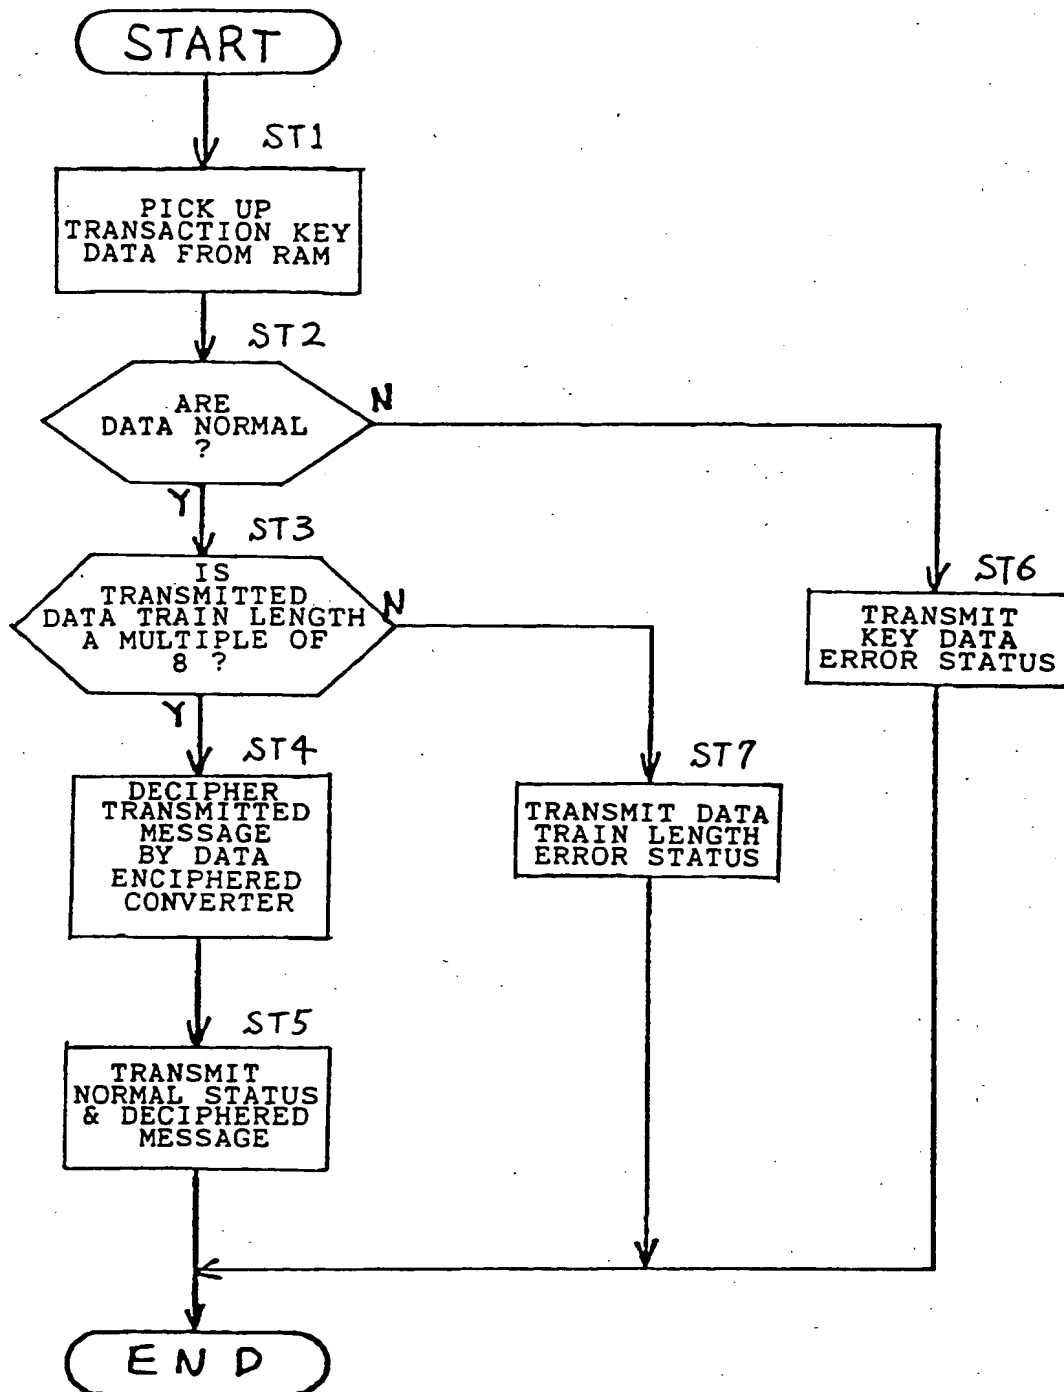 START
ST1
PICK UP
TRANSACTION KEY
DATA FROM RAM
ST2
ARE
DATA NORMAL
?
N
Y
ST3
IS
TRANSMITTED
DATA TRAIN LENGTH
A MULTIPLE OF
8 ?
N
Y
ST6
TRANSMIT
KEY DATA
ERROR STATUS
ST4
DECIPHER
TRANSMITTED
MESSAGE
BY DATA
ENCIPHERED
CONVERTER
ST7
TRANSMIT DATA
TRAIN LENGTH
ERROR STATUS
ST5
TRANSMIT
NORMAL STATUS
& DECIPHERED
MESSAGE
END